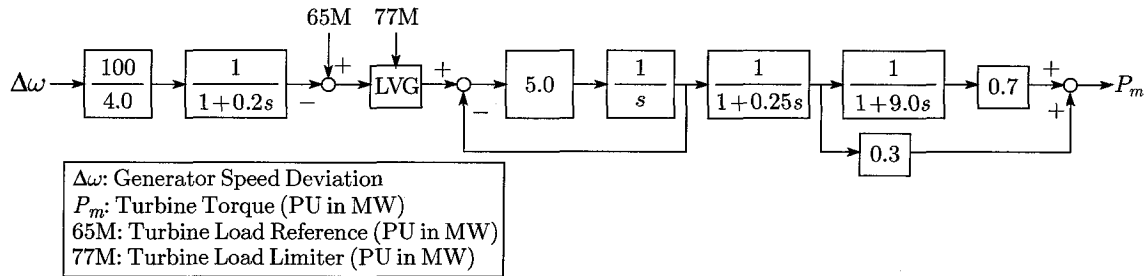 65M 77M
Δω 100/4.0 1/1+0.2s − + LVG + − 5.0 1/s 1/1+0.25s 1/1+9.0s 0.7 + + P_m
0.3
Δω: Generator Speed Deviation
P_m: Turbine Torque (PU in MW)
65M: Turbine Load Reference (PU in MW)
77M: Turbine Load Limiter (PU in MW)